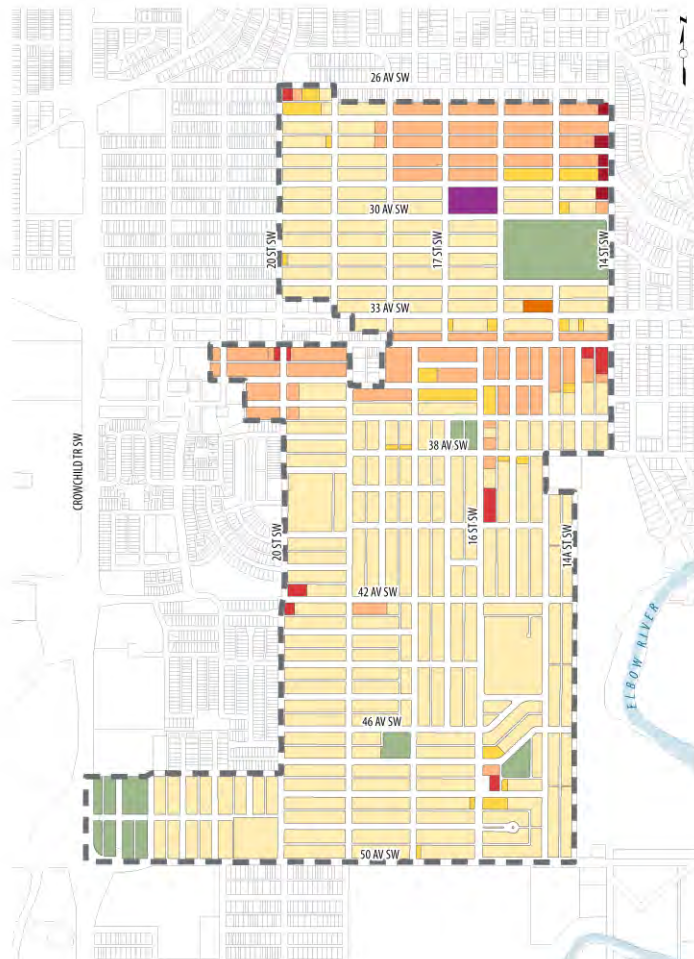 26 AV SW
N
30 AV SW
20 ST SW
17 ST SW
14 ST SW
33 AV SW
38 AV SW
CROWCHILD TR SW
20 ST SW
16 ST SW
14A ST SW
42 AV SW
ELBOW RIVER
46 AV SW
50 AV SW